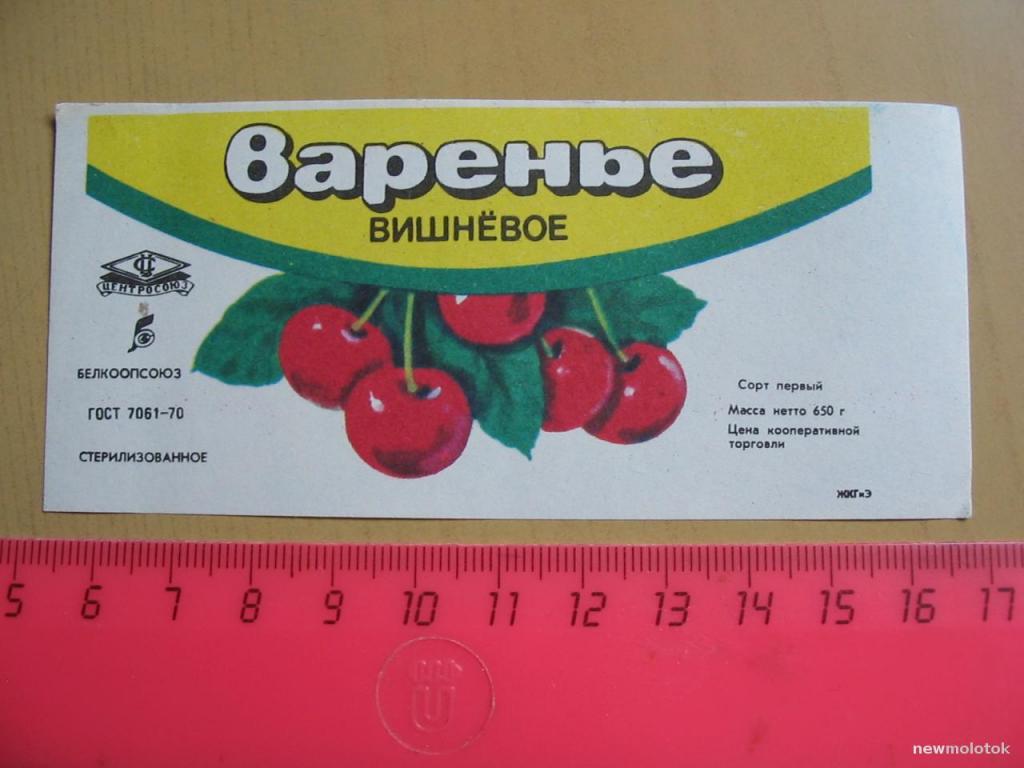 Варенье
ВИШНЁВОЕ
ЦЕНТРОСОЮЗ
БЕЛКООПСОЮЗ
ГОСТ 7061-70
СТЕРИЛИЗОВАННОЕ
Сорт первый
Масса нетто 650 г
Цена кооперативной
торговли
ЖКГиЭ
5 6 7 8 9 10 11 12 13 14 15 16 17
newmolotok